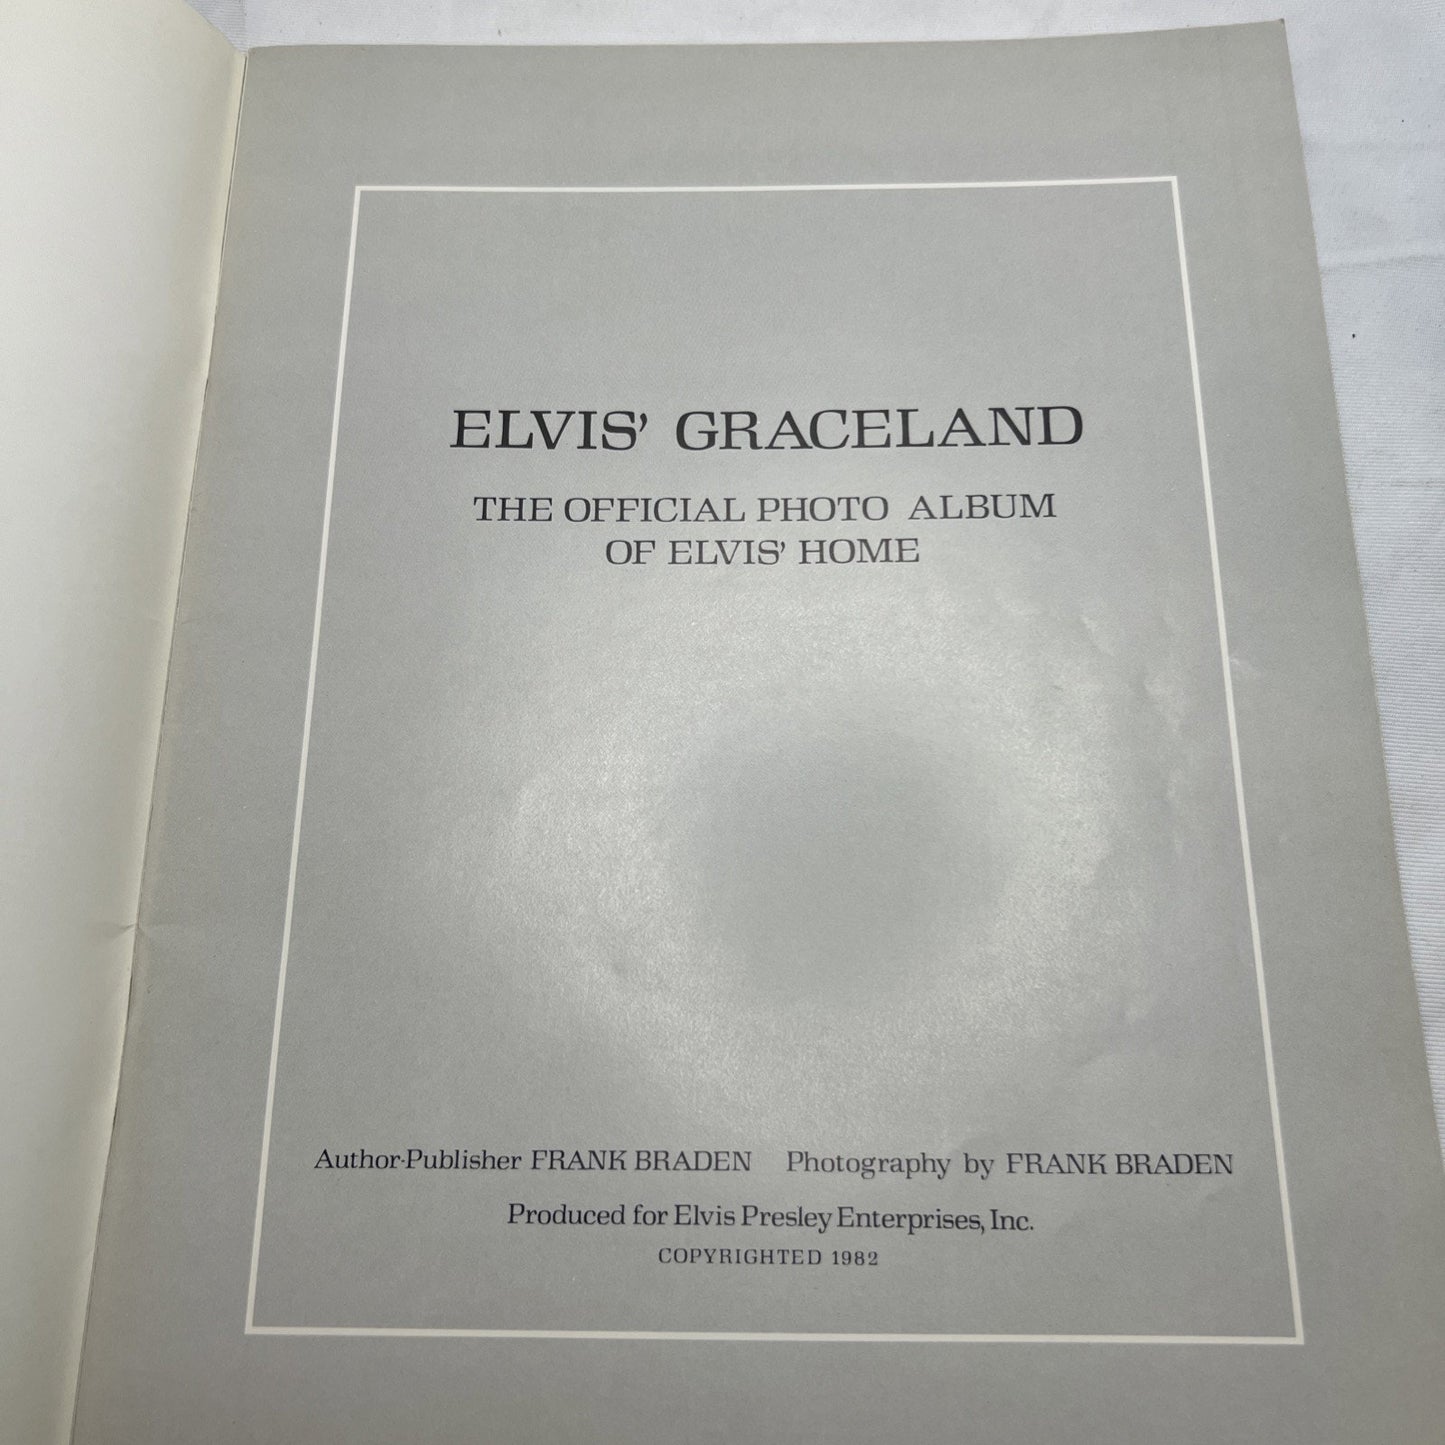 ELVIS' GRACELAND
THE OFFICIAL PHOTO ALBUM
OF ELVIS' HOME
Author-Publisher FRANK BRADEN Photography by FRANK BRADEN
Produced for Elvis Presley Enterprises, Inc.
COPYRIGHTED 1982